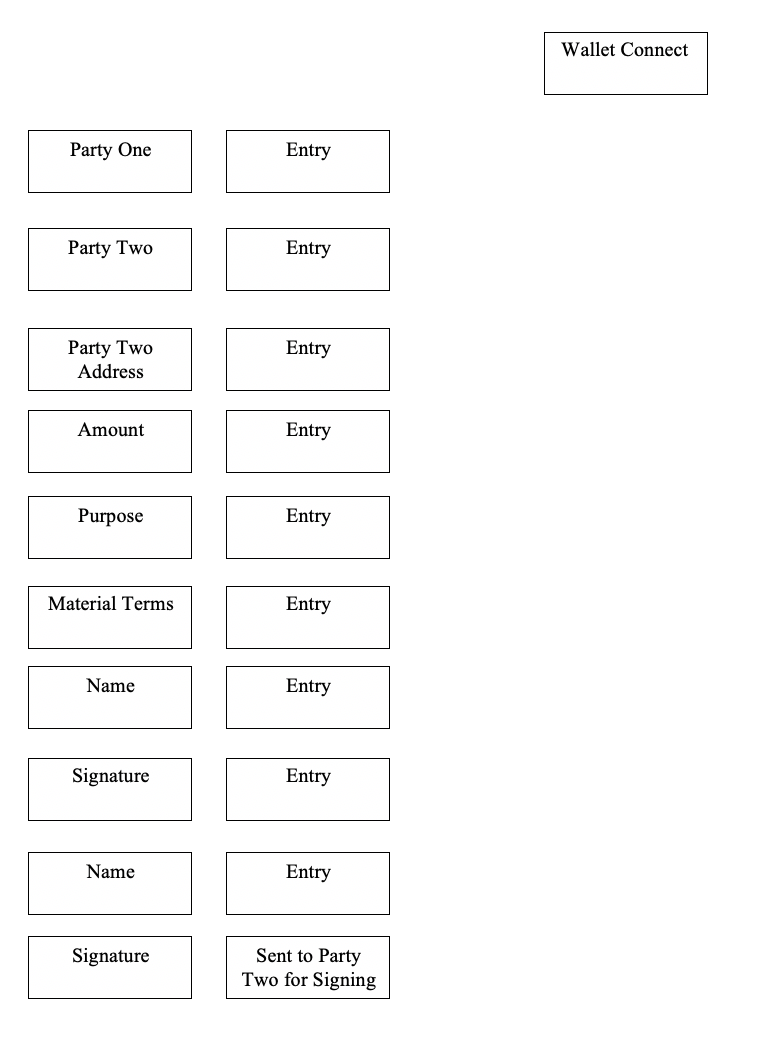 Wallet Connect
Party One
Entry
Party Two
Entry
Party Two
Address
Entry
Amount
Entry
Purpose
Entry
Material Terms
Entry
Name
Entry
Signature
Entry
Name
Entry
Signature
Sent to Party
Two for Signing